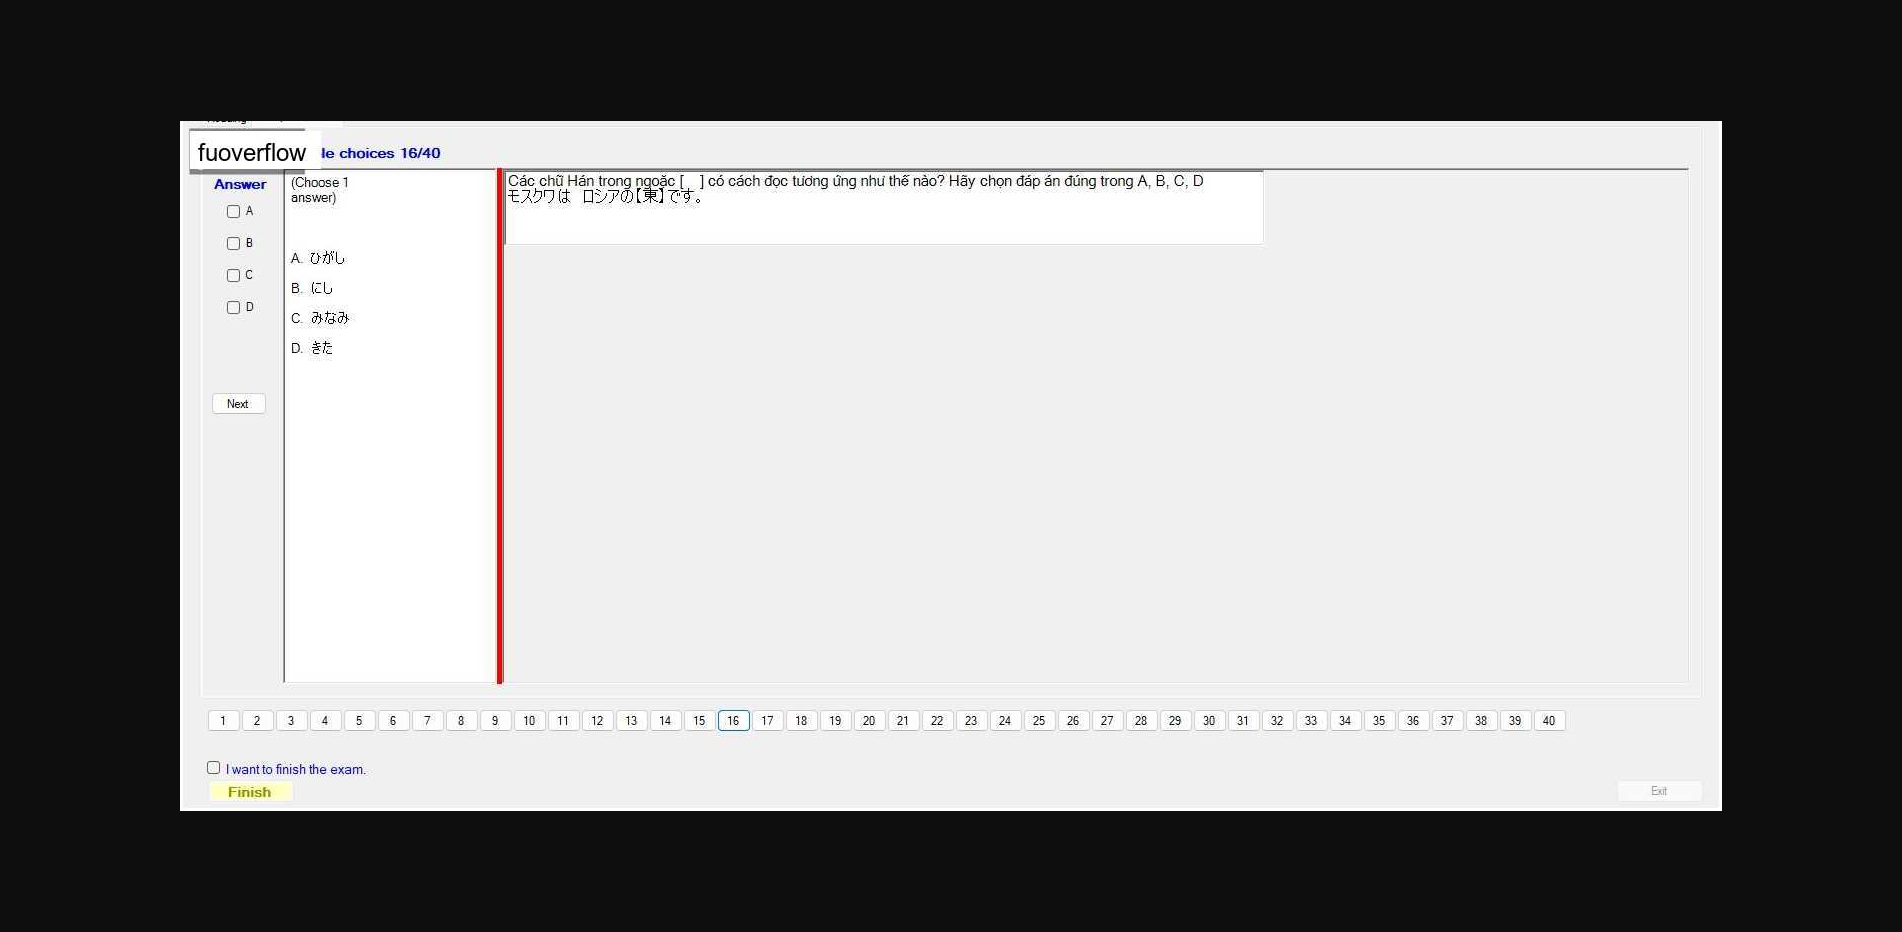 fuoverflow
le choices 16/40
Answer
A
B
C
D
Next
(Choose 1
answer)
A. ひがし
B. にし
C. みなみ
D. きた
Các chữ Hán trong ngoặc [ ] có cách đọc tương ứng như thế nào? Hãy chọn đáp án đúng trong A, B, C, D
モスクワは ロシアの【東】です。
1 2 3 4 5 6 7 8 9 10 11 12 13 14 15 16 17 18 19 20 21 22 23 24 25 26 27 28 29 30 31 32 33 34 35 36 37 38 39 40
I want to finish the exam.
Finish
Exit